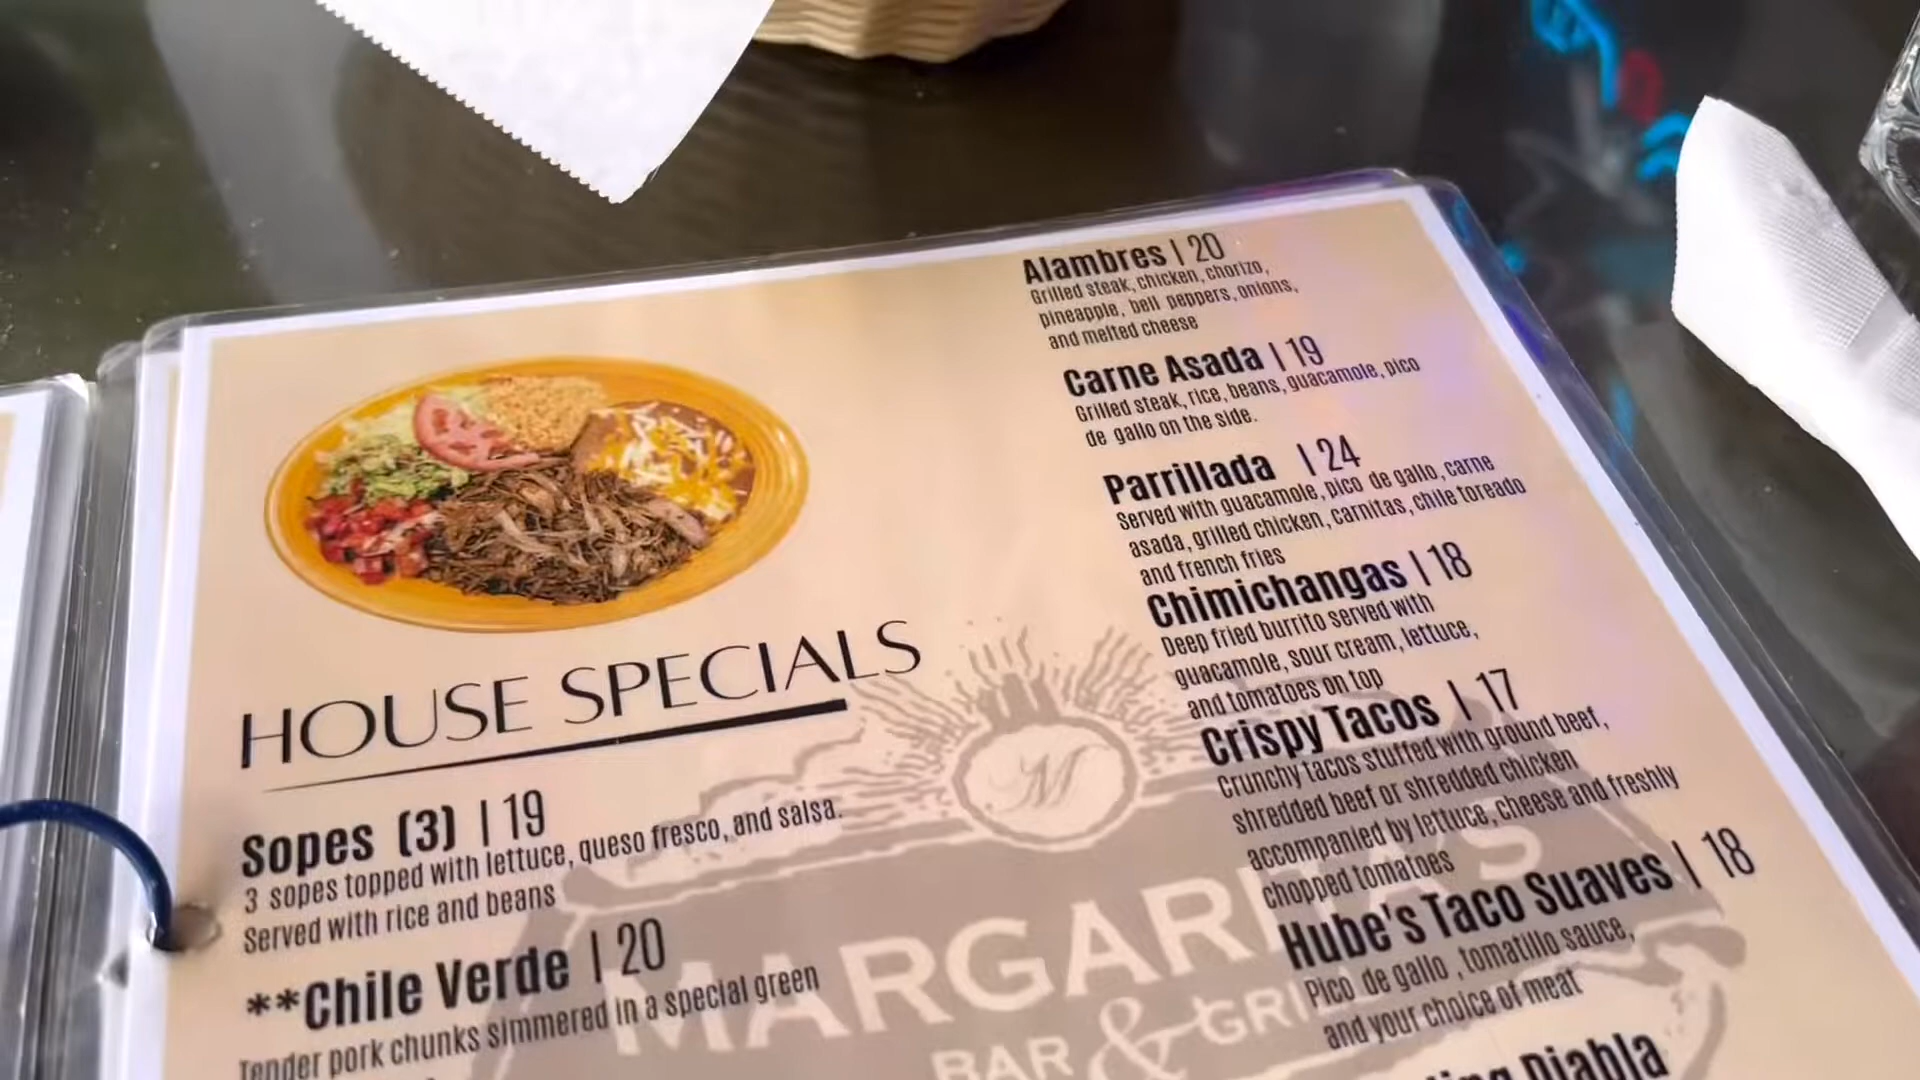 HOUSE SPECIALS
Sopes (3) | 19
3 sopes topped with lettuce, queso fresco, and salsa.
Served with rice and beans
**Chile Verde | 20
Tender pork chunks simmered in a special green
Alambres | 20
Grilled steak, chicken, chorizo,
pineapple, bell peppers, onions,
and melted cheese
Carne Asada | 19
Grilled steak, rice, beans, guacamole, pico
de gallo on the side.
Parrillada | 24
Served with guacamole, pico de gallo, carne
asada, grilled chicken, carnitas, chile toreado
and french fries
Chimichangas | 18
Deep fried burrito served with
guacamole, sour cream, lettuce,
and tomatoes on top
Crispy Tacos | 17
Crunchy tacos stuffed with ground beef,
shredded beef or shredded chicken
accompanied by lettuce, cheese and freshly
chopped tomatoes
Hube's Taco Suaves | 18
Pico de gallo , tomatillo sauce,
and your choice of meat
Diabla
M
MARGARITA'S
BAR & GRILL